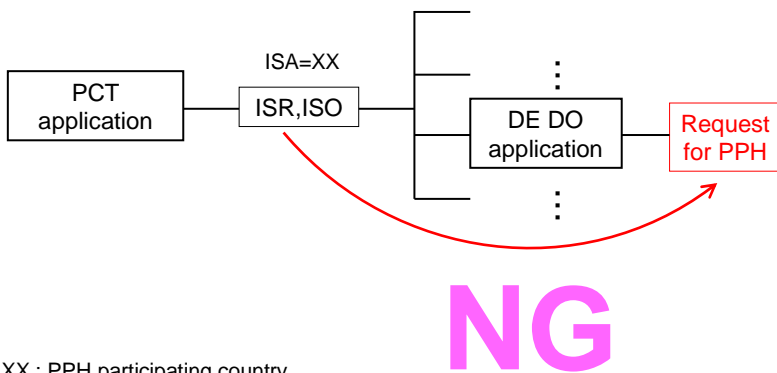 ISA=XX
PCT
application
ISR,ISO
DE DO
application
Request
for PPH
NG
XX : PPH participating country